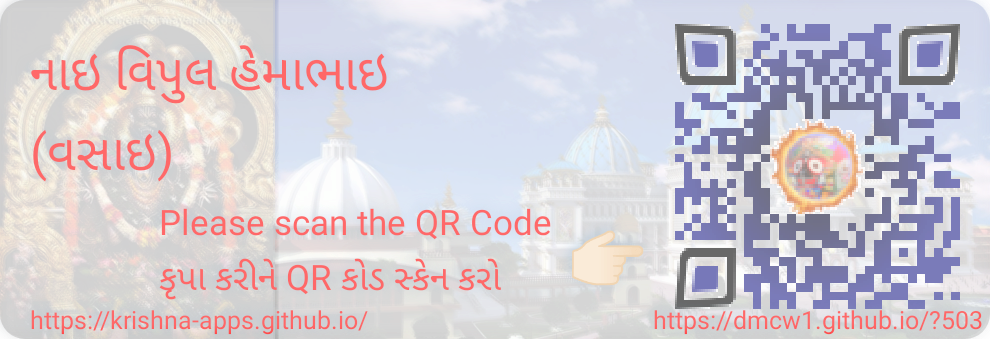 નાઇ વિપુલ હેમાભાઇ
(વસાઇ)
Please scan the QR Code
કૃપા કરીને QR કોડ સ્કેન કરો
https://krishna-apps.github.io/
https://dmcw1.github.io/?503